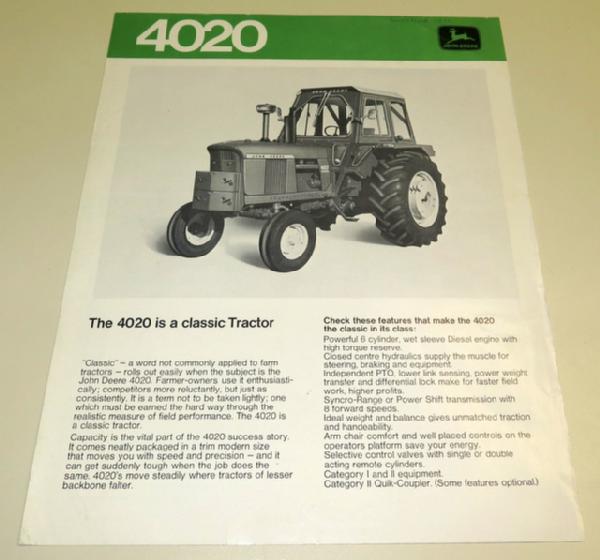 4020
JOHN DEERE
JOHN DEERE
The 4020 is a classic Tractor
"Classic" – a word not commonly applied to farm
tractors – rolls out easily when the subject is the
John Deere 4020. Farmer-owners use it enthusiasti-
cally; competitors more reluctantly, but just as
consistently. It is a term not to be taken lightly; one
which must be earned the hard way through the
realistic measure of field performance. The 4020 is
a classic tractor.
Capacity is the vital part of the 4020 success story.
It comes neatly packaged in a trim modern size
that moves you with speed and precision – and it
can get suddenly tough when the job does the
same. 4020's move steadily where tractors of lesser
backbone falter.
Check these features that make the 4020
the classic in its class:
Powerful 6 cylinder, wet sleeve Diesel engine with
high torque reserve.
Closed centre hydraulics supply the muscle for
steering, braking and equipment.
Independent PTO, lower link sensing, power weight
transfer and differential lock make for faster field
work, higher profits.
Syncro-Range or Power Shift transmission with
8 forward speeds.
Ideal weight and balance gives unmatched traction
and handeability.
Arm chair comfort and well placed controls on the
operators platform save your energy.
Selective control valves with single or double
acting remote cylinders.
Category I and II equipment.
Category II Quik-Coupler. (Some features optional.)